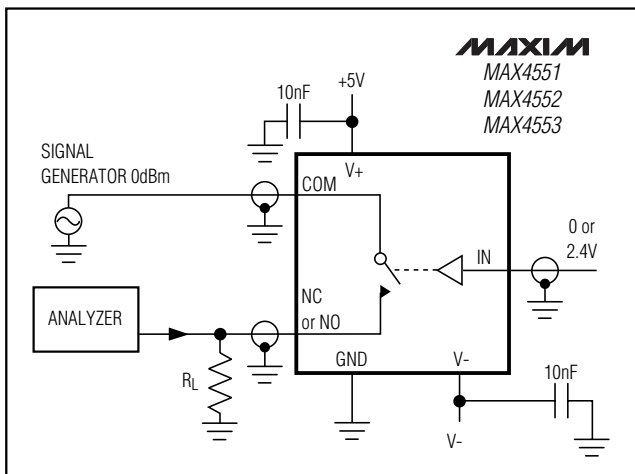 MAXIM
MAX4551
MAX4552
MAX4553
+5V
10nF
V+
SIGNAL
GENERATOR 0dBm
COM
0 or
2.4V
IN
NC
or NO
ANALYZER
RL
GND
V-
10nF
V-